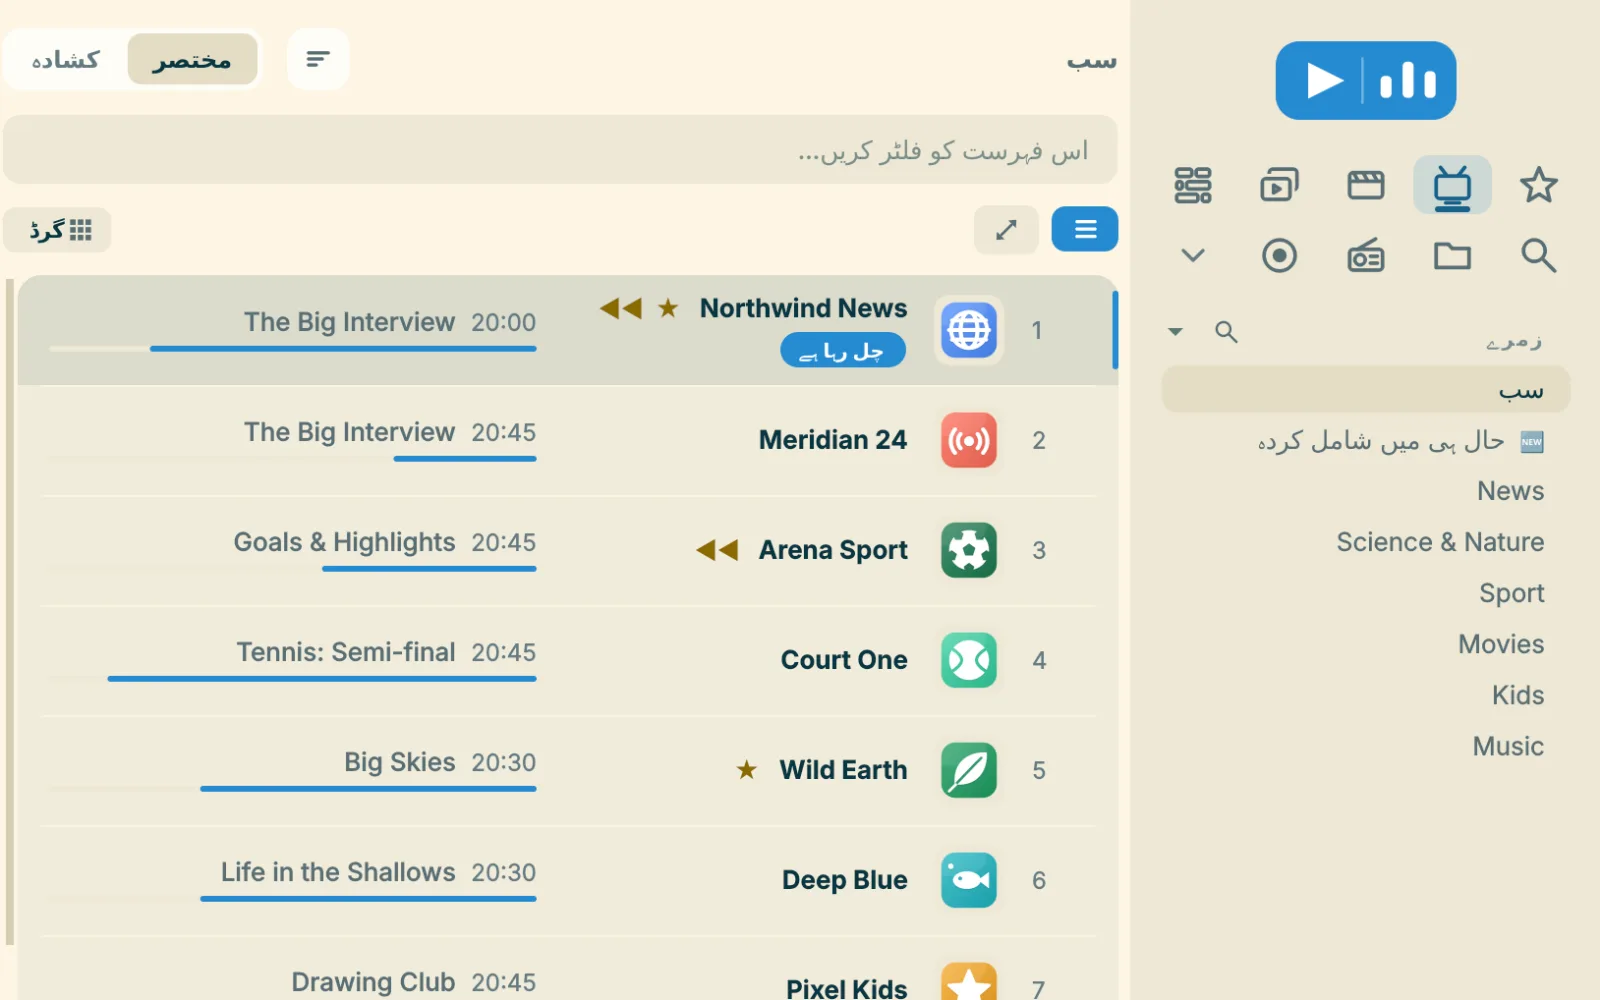 سب
مختصر
کشادہ
اس فہرست کو فلٹر کریں...
گرڈ
1 Northwind News ★ 20:00 The Big Interview
چل رہا ہے
2 Meridian 24 20:45 The Big Interview
3 Arena Sport 20:45 Goals & Highlights
4 Court One 20:45 Tennis: Semi-final
5 Wild Earth ★ 20:30 Big Skies
6 Deep Blue 20:30 Life in the Shallows
7 Pixel Kids 20:45 Drawing Club
زمرے
سب
🆕 حال ہی میں شامل کردہ
News
Science & Nature
Sport
Movies
Kids
Music